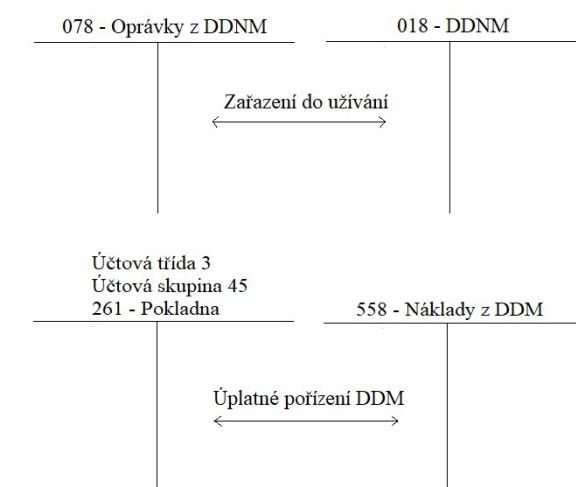 078 - Oprávky z DDNM
018 - DDNM
Zařazení do užívání
Účtová třída 3
Účtová skupina 45
261 - Pokladna
558 - Náklady z DDM
Úplatné pořízení DDM